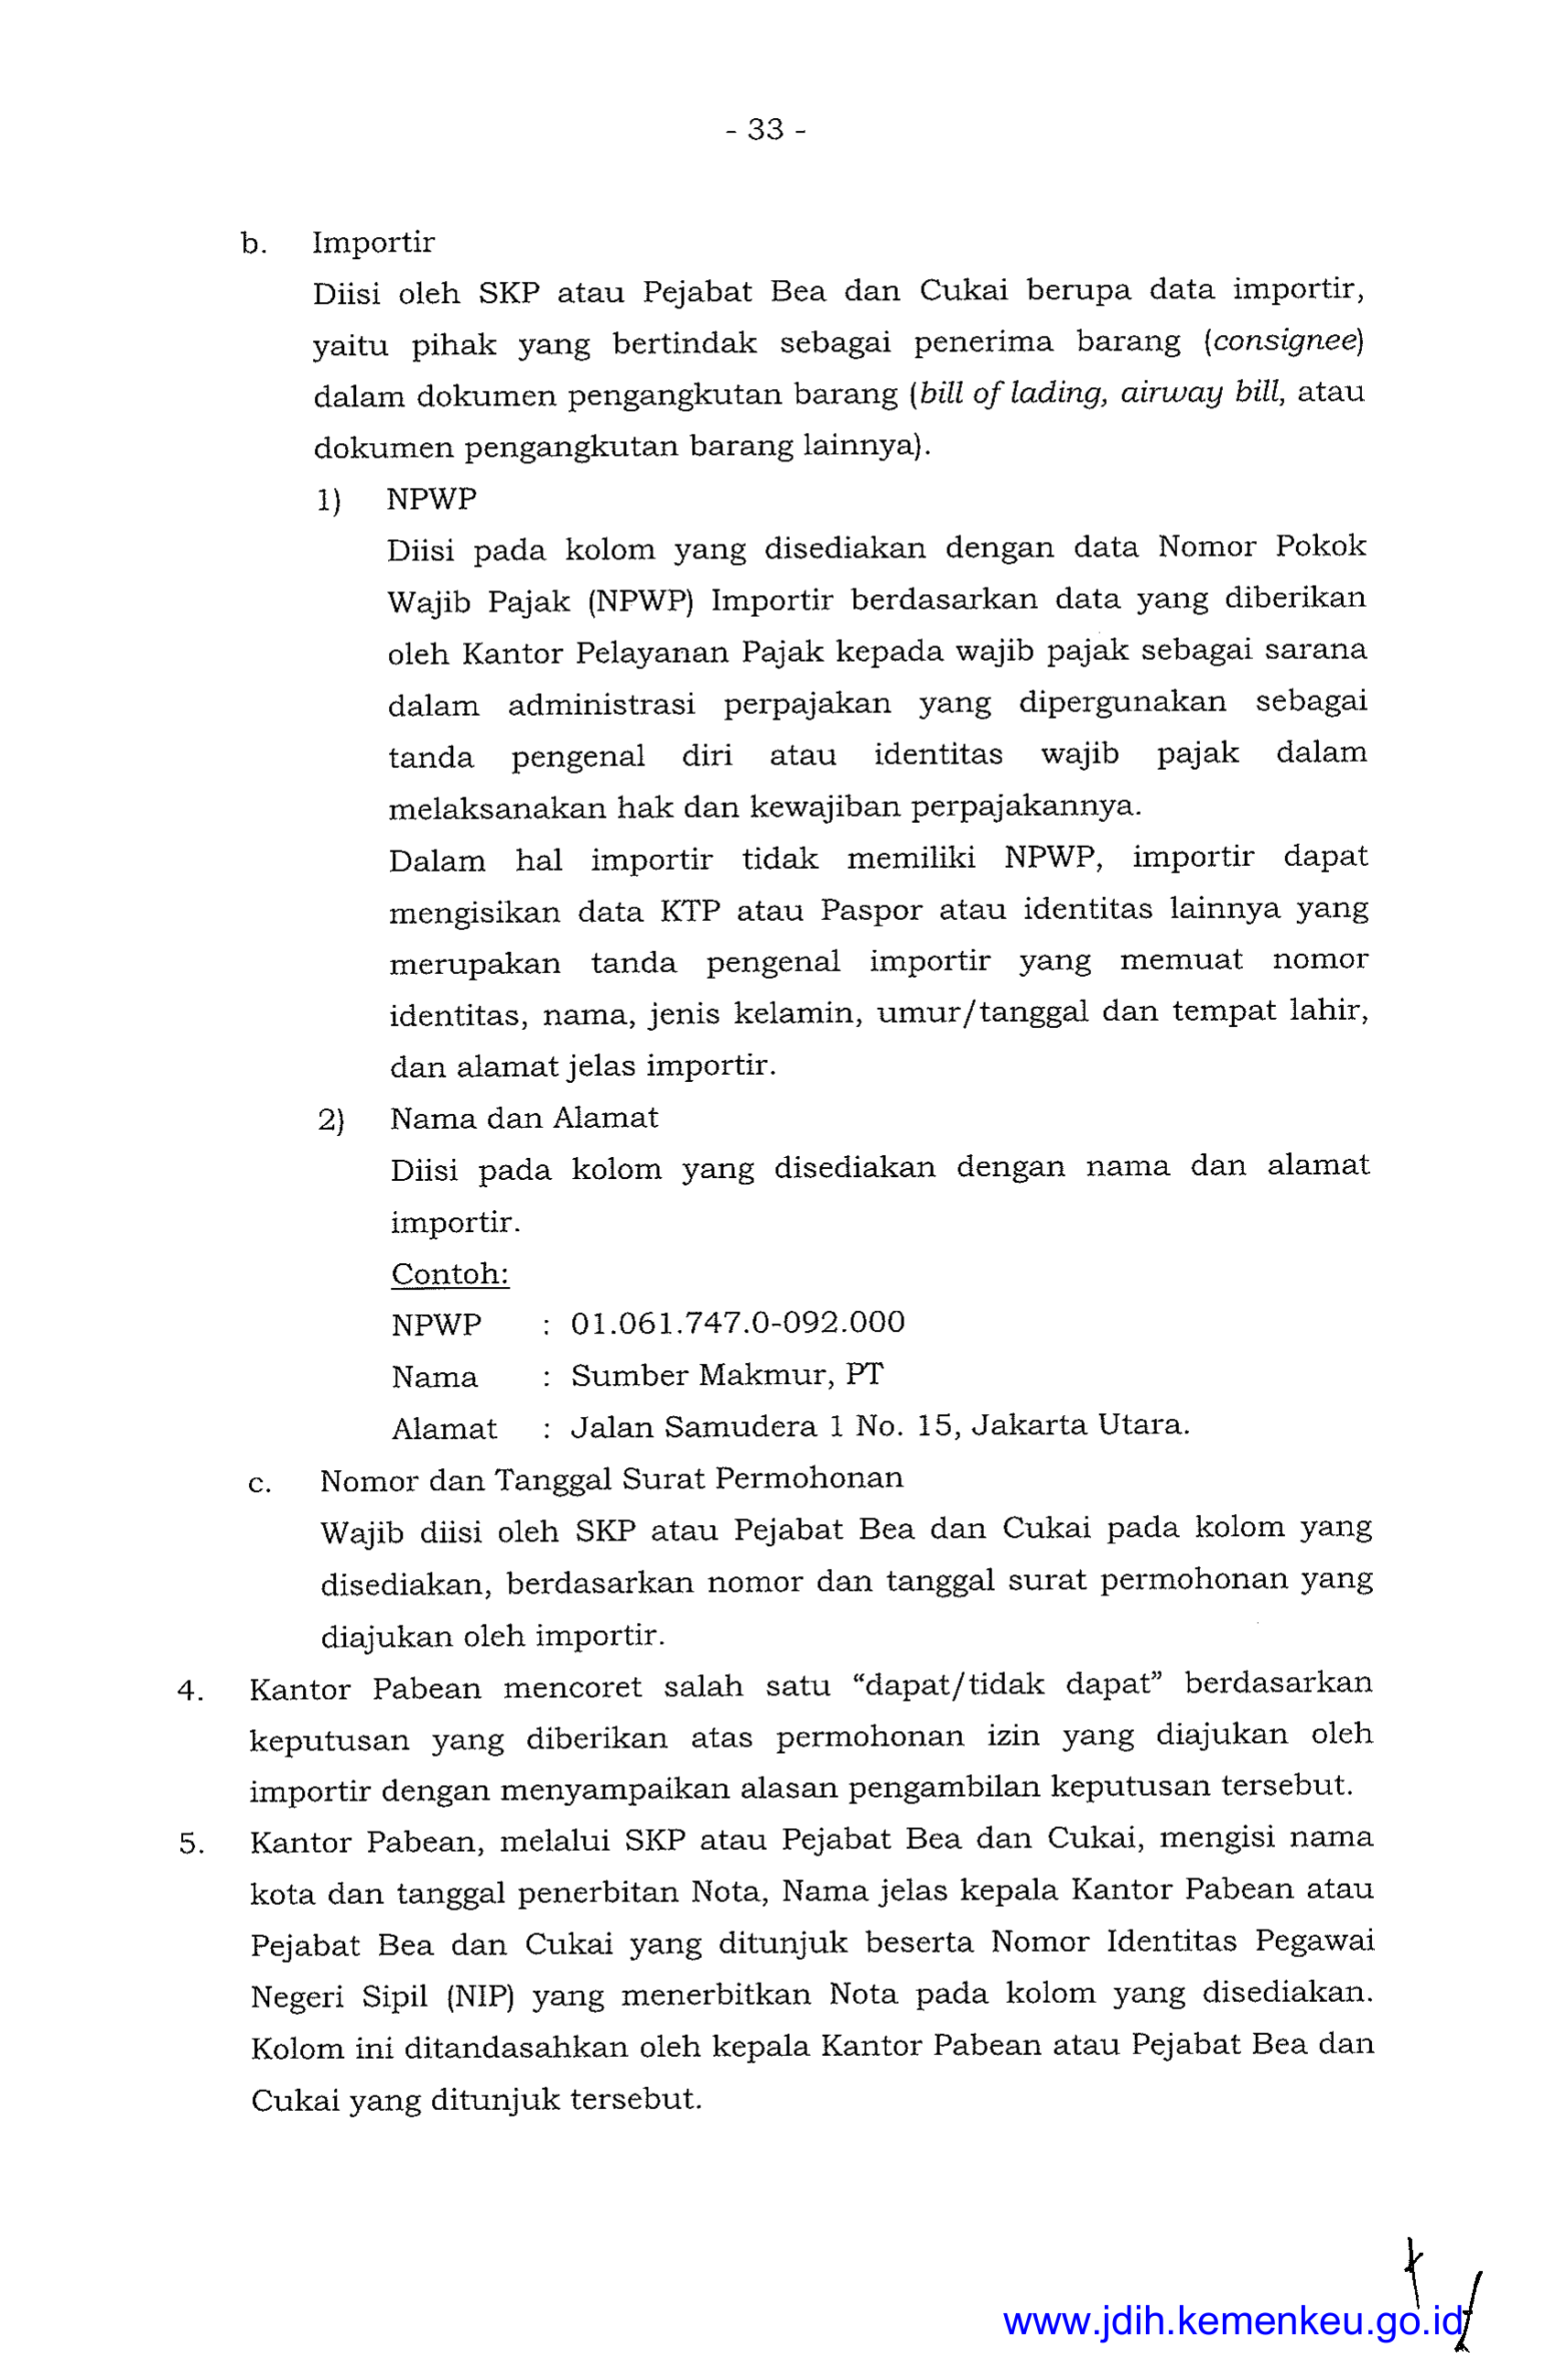 - 33 -
b. Importir
Diisi oleh SKP atau Pejabat Bea dan Cukai berupa data importir,
yaitu pihak yang bertindak sebagai penerima barang (consignee)
dalam dokumen pengangkutan barang (bill of lading, airway bill, atau
dokumen pengangkutan barang lainnya).
1) NPWP
Diisi pada kolom yang disediakan dengan data Nomor Pokok
Wajib Pajak (NPWP) Importir berdasarkan data yang diberikan
oleh Kantor Pelayanan Pajak kepada wajib pajak sebagai sarana
dalam administrasi perpajakan yang dipergunakan sebagai
tanda pengenal diri atau identitas wajib pajak dalam
melaksanakan hak dan kewajiban perpajakannya.
Dalam hal importir tidak memiliki NPWP, importir dapat
mengisikan data KTP atau Paspor atau identitas lainnya yang
merupakan tanda pengenal importir yang memuat nomor
identitas, nama, jenis kelamin, umur/tanggal dan tempat lahir,
dan alamat jelas importir.
2) Nama dan Alamat
Diisi pada kolom yang disediakan dengan nama dan alamat
importir.
Contoh:
NPWP : 01.061.747.0-092.000
Nama : Sumber Makmur, PT
Alamat : Jalan Samudera 1 No. 15, Jakarta Utara.
c. Nomor dan Tanggal Surat Permohonan
Wajib diisi oleh SKP atau Pejabat Bea dan Cukai pada kolom yang
disediakan, berdasarkan nomor dan tanggal surat permohonan yang
diajukan oleh importir.
4. Kantor Pabean mencoret salah satu “dapat/tidak dapat” berdasarkan
keputusan yang diberikan atas permohonan izin yang diajukan oleh
importir dengan menyampaikan alasan pengambilan keputusan tersebut.
5. Kantor Pabean, melalui SKP atau Pejabat Bea dan Cukai, mengisi nama
kota dan tanggal penerbitan Nota, Nama jelas kepala Kantor Pabean atau
Pejabat Bea dan Cukai yang ditunjuk beserta Nomor Identitas Pegawai
Negeri Sipil (NIP) yang menerbitkan Nota pada kolom yang disediakan.
Kolom ini ditandasahkan oleh kepala Kantor Pabean atau Pejabat Bea dan
Cukai yang ditunjuk tersebut.
www.jdih.kemenkeu.go.id